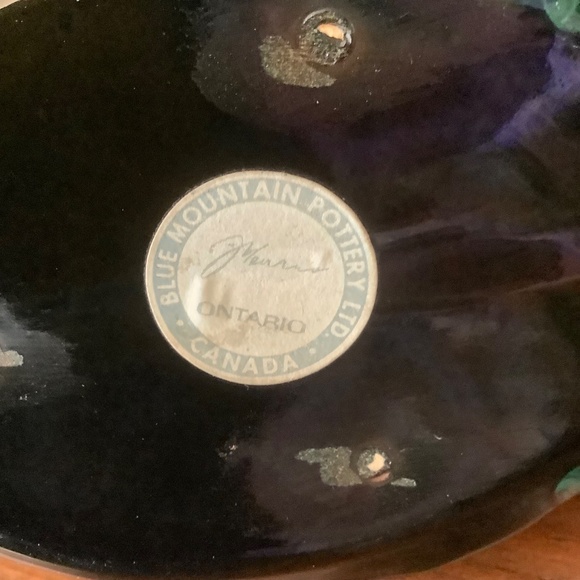 BLUE MOUNTAIN POTTERY LTD.
ONTARIO
· CANADA ·